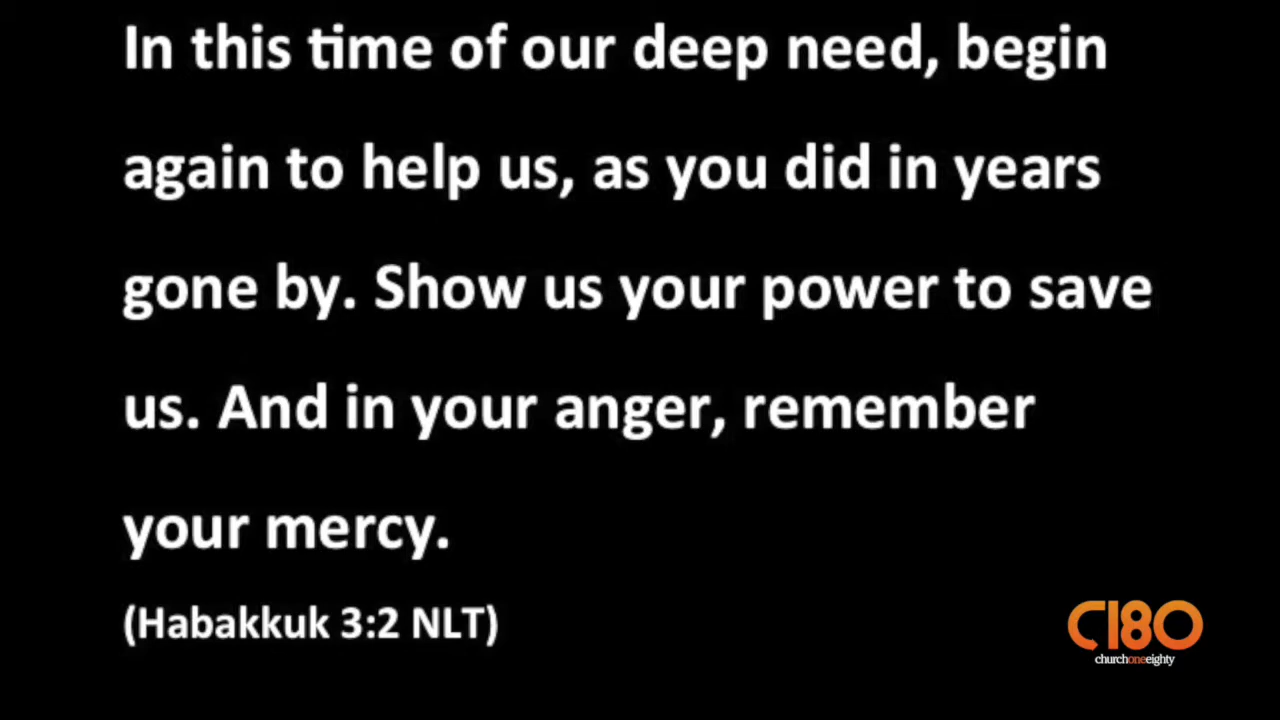 In this time of our deep need, begin
again to help us, as you did in years
gone by. Show us your power to save
us. And in your anger, remember
your mercy.
(Habakkuk 3:2 NLT)
C180
churchoneeighty